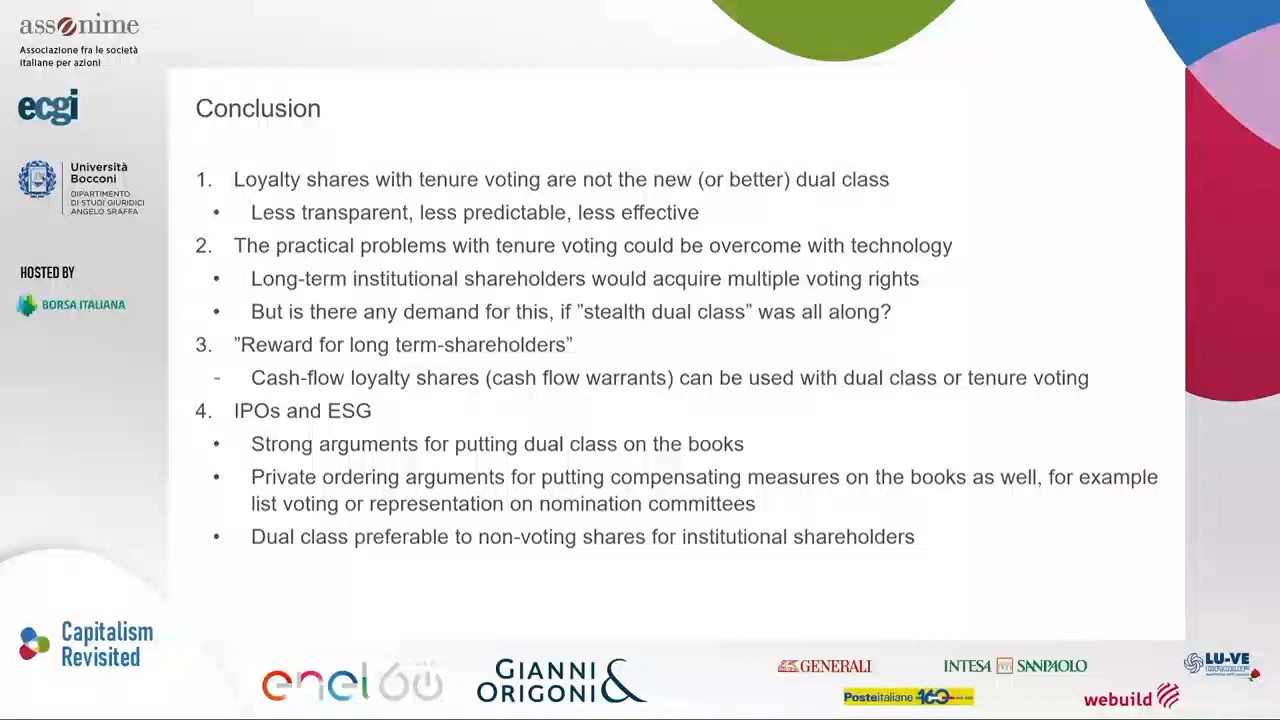 assonime
Associazione fra le società
italiane per azioni
ecgi
Università
Bocconi
DIPARTIMENTO
DI STUDI GIURIDICI
ANGELO SRAFFA
HOSTED BY
BORSA ITALIANA
Conclusion
1. Loyalty shares with tenure voting are not the new (or better) dual class
• Less transparent, less predictable, less effective
2. The practical problems with tenure voting could be overcome with technology
• Long-term institutional shareholders would acquire multiple voting rights
• But is there any demand for this, if ”stealth dual class” was all along?
3. ”Reward for long term-shareholders”
- Cash-flow loyalty shares (cash flow warrants) can be used with dual class or tenure voting
4. IPOs and ESG
• Strong arguments for putting dual class on the books
• Private ordering arguments for putting compensating measures on the books as well, for example
list voting or representation on nomination committees
• Dual class preferable to non-voting shares for institutional shareholders
Capitalism
Revisited
enel 60
GIANNI &
ORIGONI
GENERALI
INTESA SANPAOLO
LU-VE
Posteitaliane 160
webuild